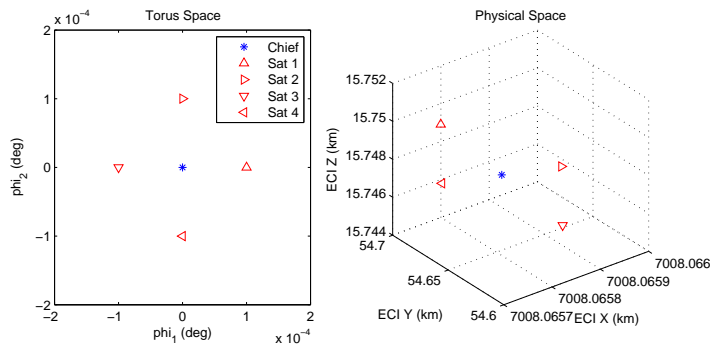 Torus Space
2 x 10⁻⁴
1
0
−1
−2
−2 −1 0 1 2
x 10⁻⁴
phi₁ (deg)
phi₂ (deg)
Chief
Sat 1
Sat 2
Sat 3
Sat 4
Physical Space
15.752
15.75
15.748
15.746
15.744
ECI Z (km)
54.7
54.65
54.6
ECI Y (km)
7008.0657
7008.0658
7008.0659
7008.066
ECI X (km)